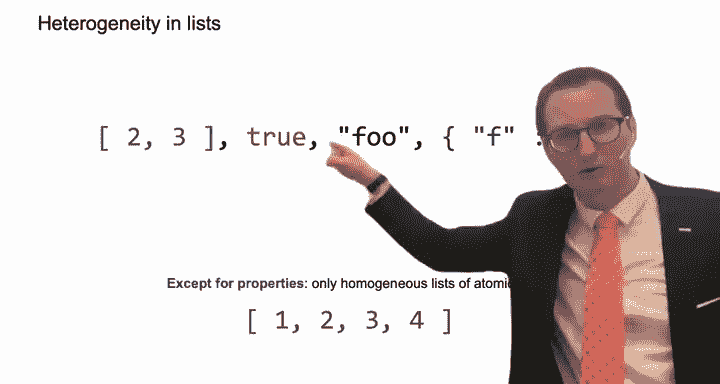 Heterogeneity in lists
[ 2, 3 ], true, "foo", { "f" :
Except for properties: only homogeneous lists of
[ 1, 2, 3, 4 ]